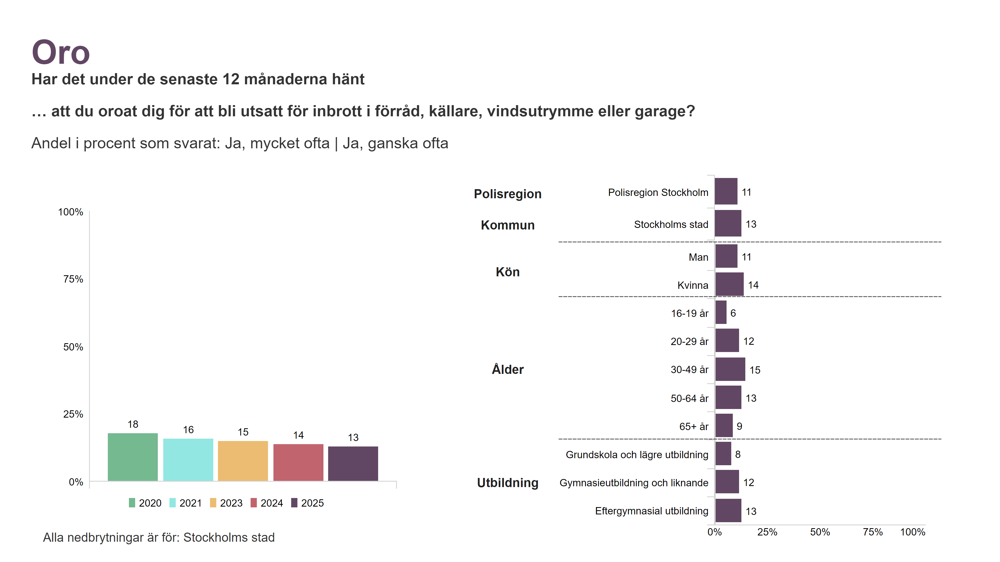 Oro
Har det under de senaste 12 månaderna hänt
… att du oroat dig för att bli utsatt för inbrott i förråd, källare, vindsutrymme eller garage?
Andel i procent som svarat: Ja, mycket ofta | Ja, ganska ofta
100%
75%
50%
25%
0%
18
16
15
14
13
2020
2021
2023
2024
2025
Alla nedbrytningar är för: Stockholms stad
Polisregion
Polisregion Stockholm
11
Kommun
Stockholms stad
13
Kön
Man
11
Kvinna
14
Ålder
16-19 år
6
20-29 år
12
30-49 år
15
50-64 år
13
65+ år
9
Utbildning
Grundskola och lägre utbildning
8
Gymnasieutbildning och liknande
12
Eftergymnasial utbildning
13
0%
25%
50%
75%
100%